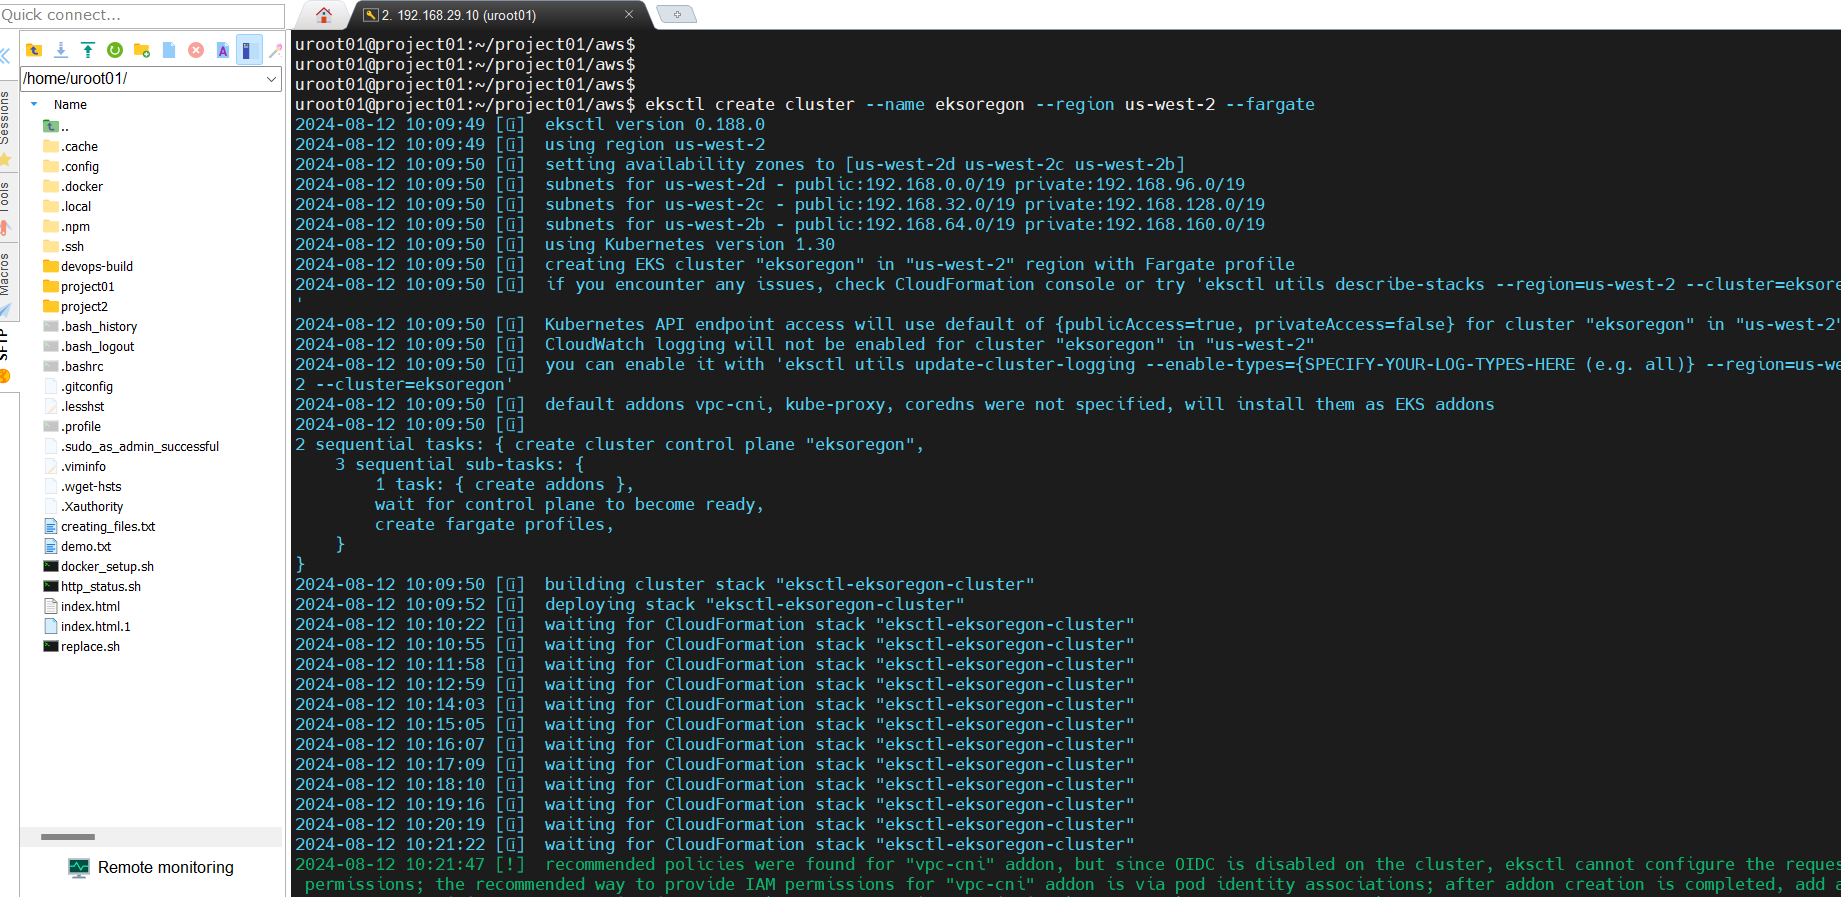 Quick connect...
2. 192.168.29.10 (uroot01)
/home/uroot01/
Name
..
.cache
.config
.docker
.local
.npm
.ssh
devops-build
project01
project2
.bash_history
.bash_logout
.bashrc
.gitconfig
.lesshst
.profile
.sudo_as_admin_successful
.viminfo
.wget-hsts
.Xauthority
creating_files.txt
demo.txt
docker_setup.sh
http_status.sh
index.html
index.html.1
replace.sh
Remote monitoring
Sessions
Tools
Macros
SFTP
uroot01@project01:~/project01/aws$
uroot01@project01:~/project01/aws$
uroot01@project01:~/project01/aws$
uroot01@project01:~/project01/aws$ eksctl create cluster --name eksoregon --region us-west-2 --fargate
2024-08-12 10:09:49 [i]  eksctl version 0.188.0
2024-08-12 10:09:49 [i]  using region us-west-2
2024-08-12 10:09:50 [i]  setting availability zones to [us-west-2d us-west-2c us-west-2b]
2024-08-12 10:09:50 [i]  subnets for us-west-2d - public:192.168.0.0/19 private:192.168.96.0/19
2024-08-12 10:09:50 [i]  subnets for us-west-2c - public:192.168.32.0/19 private:192.168.128.0/19
2024-08-12 10:09:50 [i]  subnets for us-west-2b - public:192.168.64.0/19 private:192.168.160.0/19
2024-08-12 10:09:50 [i]  using Kubernetes version 1.30
2024-08-12 10:09:50 [i]  creating EKS cluster "eksoregon" in "us-west-2" region with Fargate profile
2024-08-12 10:09:50 [i]  if you encounter any issues, check CloudFormation console or try 'eksctl utils describe-stacks --region=us-west-2 --cluster=eksore
'
2024-08-12 10:09:50 [i]  Kubernetes API endpoint access will use default of {publicAccess=true, privateAccess=false} for cluster "eksoregon" in "us-west-2"
2024-08-12 10:09:50 [i]  CloudWatch logging will not be enabled for cluster "eksoregon" in "us-west-2"
2024-08-12 10:09:50 [i]  you can enable it with 'eksctl utils update-cluster-logging --enable-types={SPECIFY-YOUR-LOG-TYPES-HERE (e.g. all)} --region=us-we
2 --cluster=eksoregon'
2024-08-12 10:09:50 [i]  default addons vpc-cni, kube-proxy, coredns were not specified, will install them as EKS addons
2024-08-12 10:09:50 [i]
2 sequential tasks: { create cluster control plane "eksoregon",
    3 sequential sub-tasks: {
        1 task: { create addons },
        wait for control plane to become ready,
        create fargate profiles,
    }
}
2024-08-12 10:09:50 [i]  building cluster stack "eksctl-eksoregon-cluster"
2024-08-12 10:09:52 [i]  deploying stack "eksctl-eksoregon-cluster"
2024-08-12 10:10:22 [i]  waiting for CloudFormation stack "eksctl-eksoregon-cluster"
2024-08-12 10:10:55 [i]  waiting for CloudFormation stack "eksctl-eksoregon-cluster"
2024-08-12 10:11:58 [i]  waiting for CloudFormation stack "eksctl-eksoregon-cluster"
2024-08-12 10:12:59 [i]  waiting for CloudFormation stack "eksctl-eksoregon-cluster"
2024-08-12 10:14:03 [i]  waiting for CloudFormation stack "eksctl-eksoregon-cluster"
2024-08-12 10:15:05 [i]  waiting for CloudFormation stack "eksctl-eksoregon-cluster"
2024-08-12 10:16:07 [i]  waiting for CloudFormation stack "eksctl-eksoregon-cluster"
2024-08-12 10:17:09 [i]  waiting for CloudFormation stack "eksctl-eksoregon-cluster"
2024-08-12 10:18:10 [i]  waiting for CloudFormation stack "eksctl-eksoregon-cluster"
2024-08-12 10:19:16 [i]  waiting for CloudFormation stack "eksctl-eksoregon-cluster"
2024-08-12 10:20:19 [i]  waiting for CloudFormation stack "eksctl-eksoregon-cluster"
2024-08-12 10:21:22 [i]  waiting for CloudFormation stack "eksctl-eksoregon-cluster"
2024-08-12 10:21:47 [!]  recommended policies were found for "vpc-cni" addon, but since OIDC is disabled on the cluster, eksctl cannot configure the reques
 permissions; the recommended way to provide IAM permissions for "vpc-cni" addon is via pod identity associations; after addon creation is completed, add a